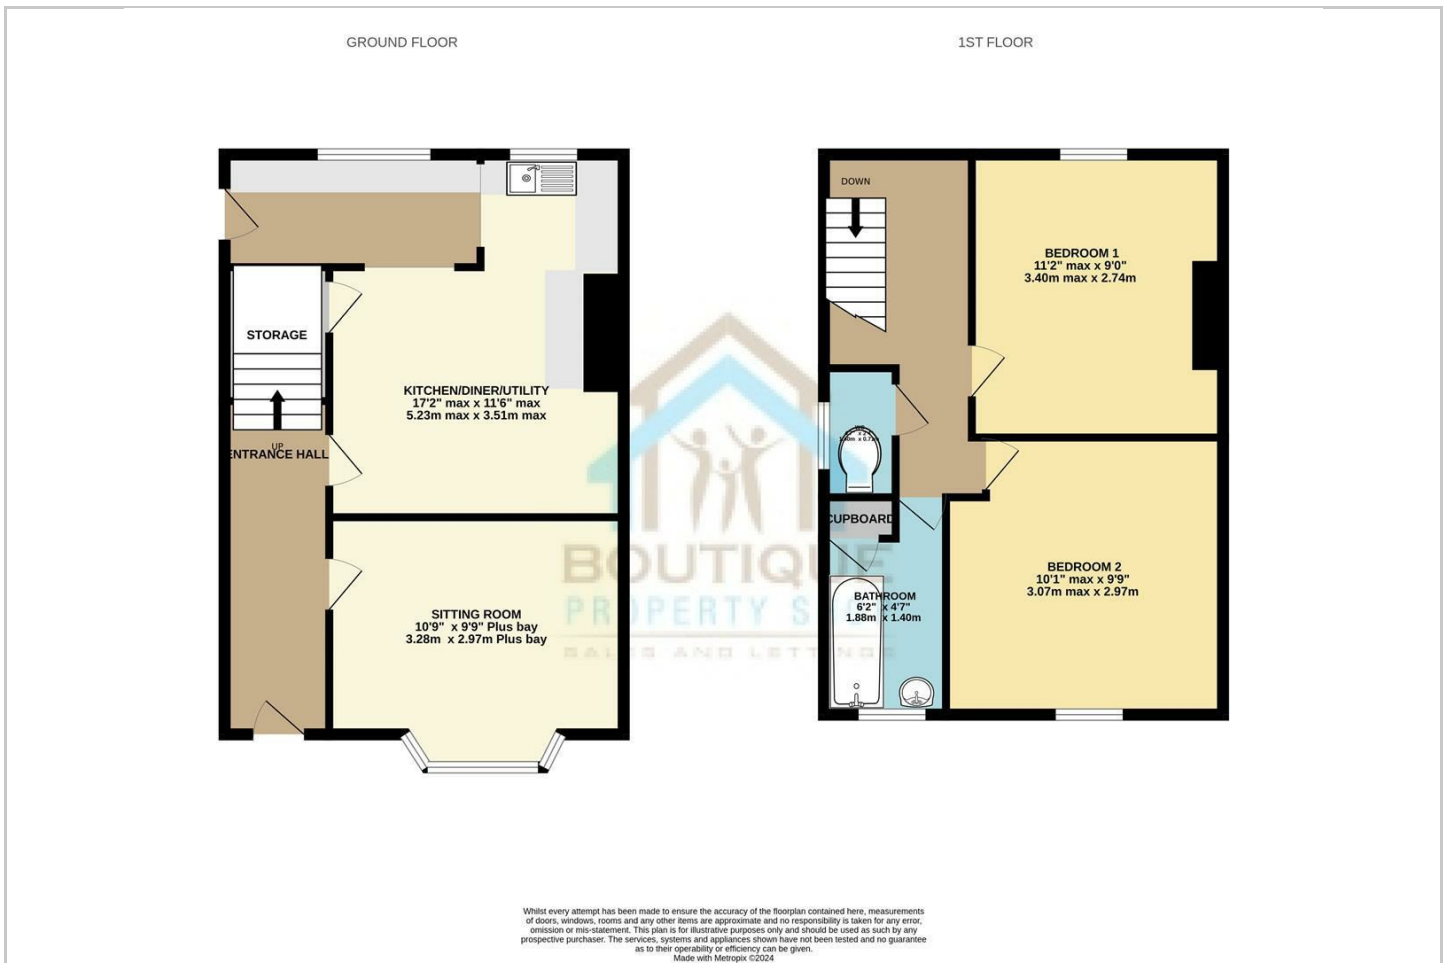 GROUND FLOOR
1ST FLOOR
STORAGE
KITCHEN/DINER/UTILITY
17'2" max x 11'6" max
5.23m max x 3.51m max
UP
ENTRANCE HALL
SITTING ROOM
10'9" x 9'9" Plus bay
3.28m x 2.97m Plus bay
DOWN
BEDROOM 1
11'2" max x 9'0"
3.40m max x 2.74m
WC
CUPBOARD
BATHROOM
6'2" x 4'7"
1.88m x 1.40m
BEDROOM 2
10'1" max x 9'9"
3.07m max x 2.97m
BOUTIQUE
PROPERTY
SALES AND LETTINGS
Whilst every attempt has been made to ensure the accuracy of the floorplan contained here, measurements
of doors, windows, rooms and any other items are approximate and no responsibility is taken for any error,
omission or mis-statement. This plan is for illustrative purposes only and should be used as such by any
prospective purchaser. The services, systems and appliances shown have not been tested and no guarantee
as to their operability or efficiency can be given.
Made with Metropix ©2024